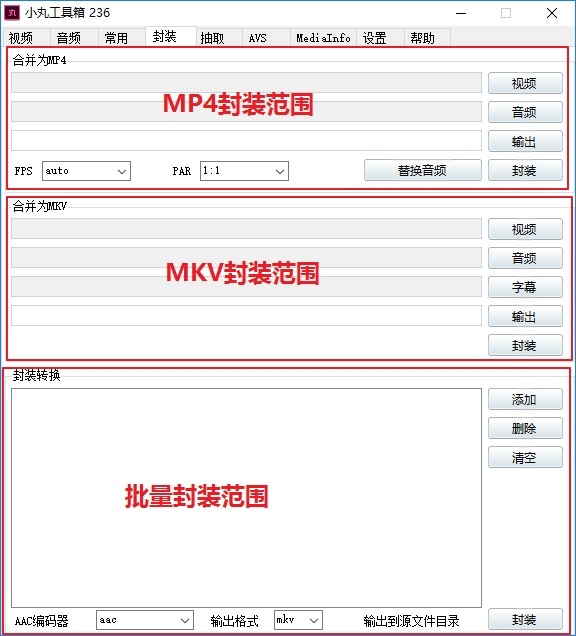 丸 小丸工具箱 236
视频 音频 常用 封装 抽取 AVS MediaInfo 设置 帮助
合并为MP4
视频
MP4封装范围
音频
输出
FPS auto PAR 1:1 替换音频 封装
合并为MKV
视频
音频
MKV封装范围
字幕
输出
封装
封装转换
添加
删除
清空
批量封装范围
AAC编码器 aac 输出格式 mkv 输出到源文件目录 封装